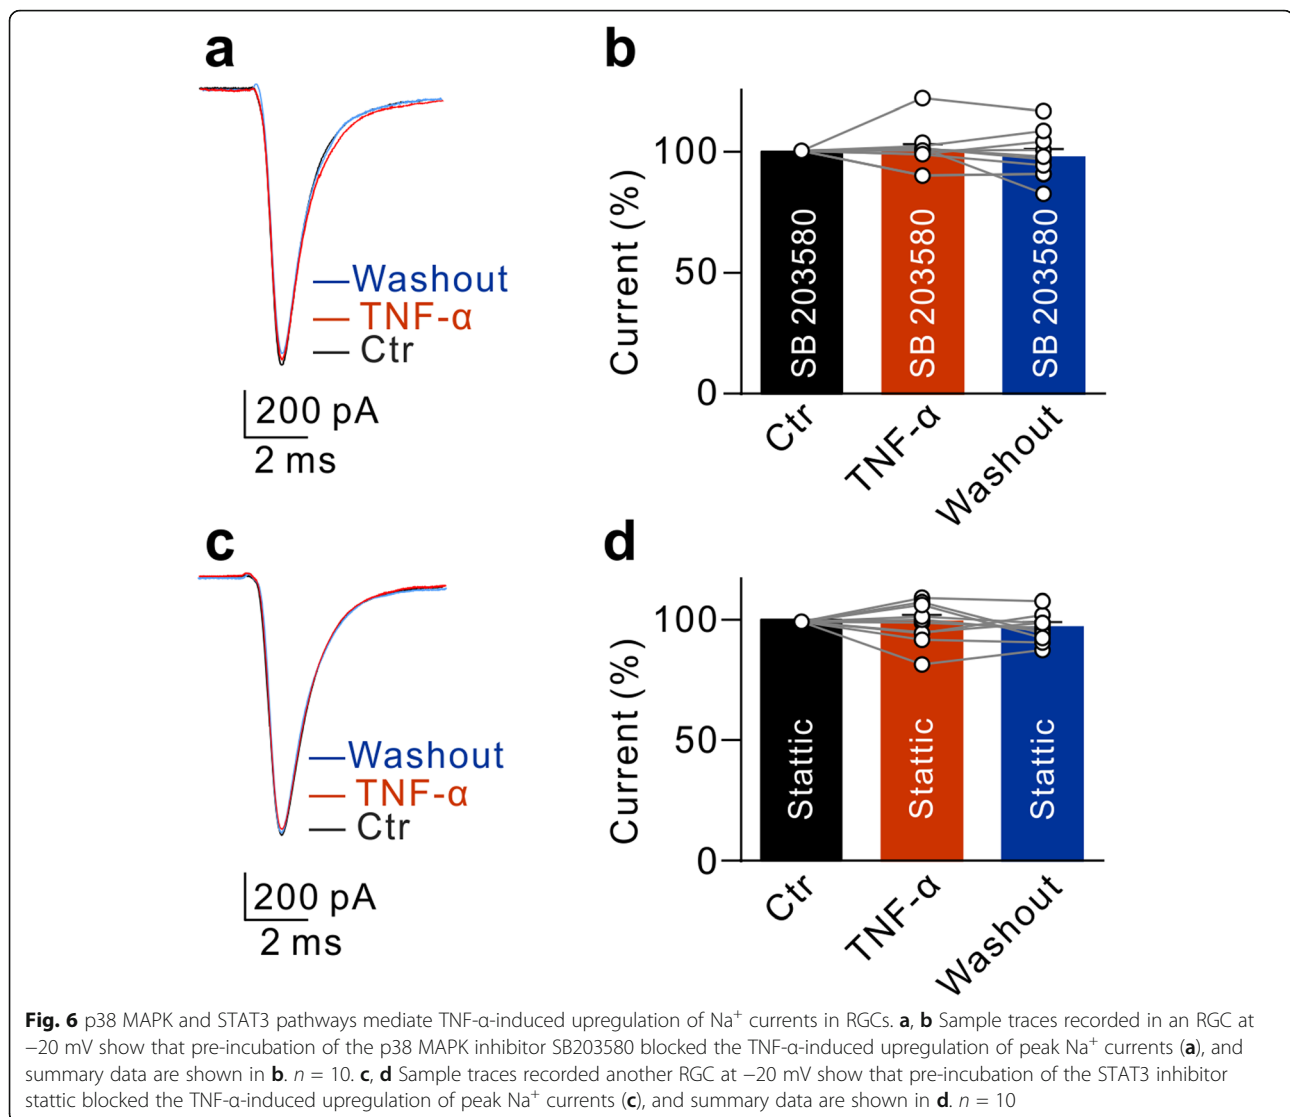 a
Washout
TNF-α
Ctr
200 pA
2 ms
b
Current (%)
100
50
0
SB 203580
SB 203580
SB 203580
Ctr
TNF-α
Washout
c
Washout
TNF-α
Ctr
200 pA
2 ms
d
Current (%)
100
50
0
Stattic
Stattic
Stattic
Ctr
TNF-α
Washout
Fig. 6 p38 MAPK and STAT3 pathways mediate TNF-α-induced upregulation of Na⁺ currents in RGCs. a, b Sample traces recorded in an RGC at
−20 mV show that pre-incubation of the p38 MAPK inhibitor SB203580 blocked the TNF-α-induced upregulation of peak Na⁺ currents (a), and
summary data are shown in b. n = 10. c, d Sample traces recorded another RGC at −20 mV show that pre-incubation of the STAT3 inhibitor
stattic blocked the TNF-α-induced upregulation of peak Na⁺ currents (c), and summary data are shown in d. n = 10